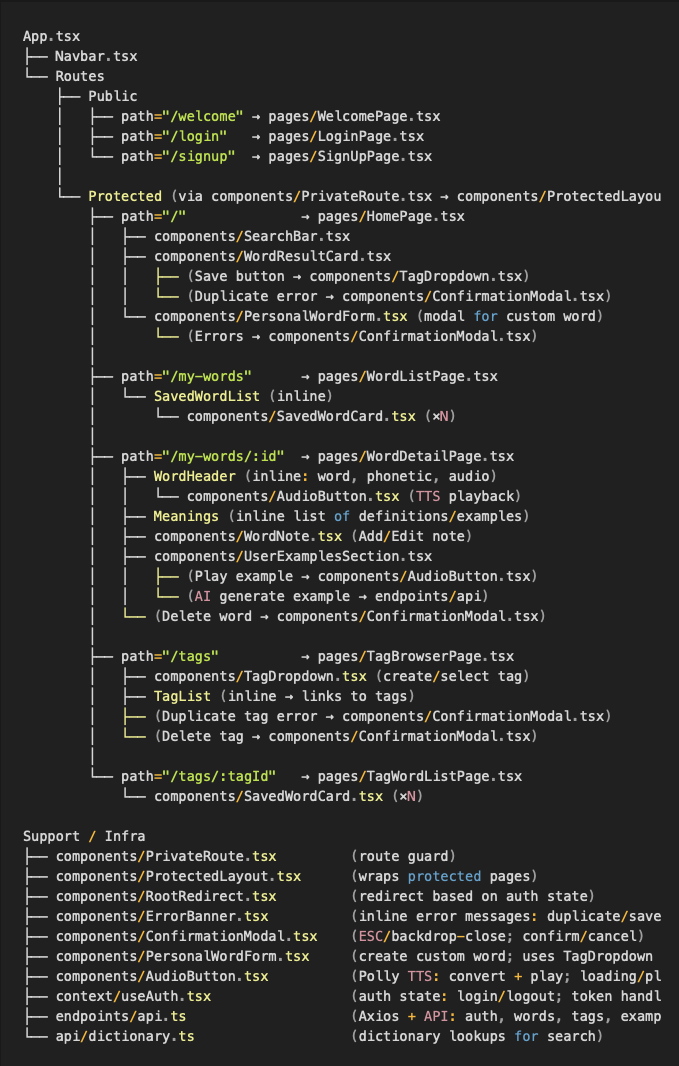 App.tsx
├── Navbar.tsx
└── Routes
    ├── Public
    │   ├── path="/welcome" → pages/WelcomePage.tsx
    │   ├── path="/login"   → pages/LoginPage.tsx
    │   └── path="/signup"  → pages/SignUpPage.tsx
    │
    └── Protected (via components/PrivateRoute.tsx → components/ProtectedLayou
        ├── path="/"              → pages/HomePage.tsx
        │   ├── components/SearchBar.tsx
        │   ├── components/WordResultCard.tsx
        │   │   ├── (Save button → components/TagDropdown.tsx)
        │   │   └── (Duplicate error → components/ConfirmationModal.tsx)
        │   └── components/PersonalWordForm.tsx (modal for custom word)
        │       └── (Errors → components/ConfirmationModal.tsx)
        │
        ├── path="/my-words"      → pages/WordListPage.tsx
        │   └── SavedWordList (inline)
        │       └── components/SavedWordCard.tsx (×N)
        │
        ├── path="/my-words/:id"  → pages/WordDetailPage.tsx
        │   ├── WordHeader (inline: word, phonetic, audio)
        │   │   └── components/AudioButton.tsx (TTS playback)
        │   ├── Meanings (inline list of definitions/examples)
        │   ├── components/WordNote.tsx (Add/Edit note)
        │   ├── components/UserExamplesSection.tsx
        │   │   ├── (Play example → components/AudioButton.tsx)
        │   │   └── (AI generate example → endpoints/api)
        │   └── (Delete word → components/ConfirmationModal.tsx)
        │
        ├── path="/tags"          → pages/TagBrowserPage.tsx
        │   ├── components/TagDropdown.tsx (create/select tag)
        │   ├── TagList (inline → links to tags)
        │   ├── (Duplicate tag error → components/ConfirmationModal.tsx)
        │   └── (Delete tag → components/ConfirmationModal.tsx)
        │
        └── path="/tags/:tagId"   → pages/TagWordListPage.tsx
            └── components/SavedWordCard.tsx (×N)

Support / Infra
├── components/PrivateRoute.tsx         (route guard)
├── components/ProtectedLayout.tsx      (wraps protected pages)
├── components/RootRedirect.tsx         (redirect based on auth state)
├── components/ErrorBanner.tsx          (inline error messages: duplicate/save
├── components/ConfirmationModal.tsx    (ESC/backdrop-close; confirm/cancel)
├── components/PersonalWordForm.tsx     (create custom word; uses TagDropdown
├── components/AudioButton.tsx          (Polly TTS: convert + play; loading/pl
├── context/useAuth.tsx                 (auth state: login/logout; token handl
├── endpoints/api.ts                    (Axios + API: auth, words, tags, examp
└── api/dictionary.ts                   (dictionary lookups for search)